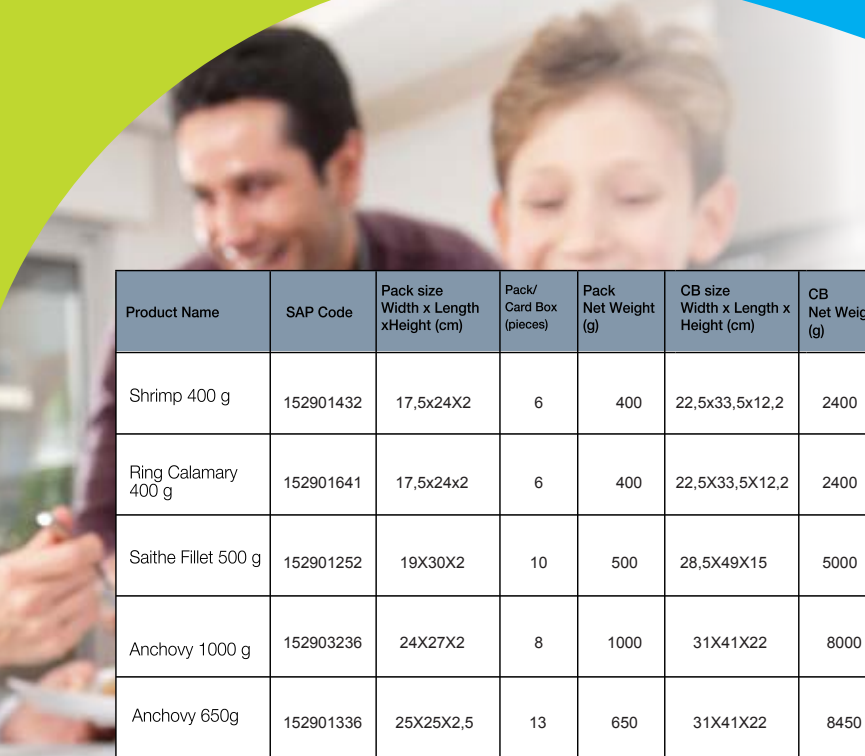 Product Name
SAP Code
Pack size
Width x Length
xHeight (cm)
Pack/
Card Box
(pieces)
Pack
Net Weight
(g)
CB size
Width x Length x
Height (cm)
CB
Net Weig
(g)
Shrimp 400 g
152901432
17,5x24X2
6
400
22,5x33,5x12,2
2400
Ring Calamary
400 g
152901641
17,5x24x2
6
400
22,5X33,5X12,2
2400
Saithe Fillet 500 g
152901252
19X30X2
10
500
28,5X49X15
5000
Anchovy 1000 g
152903236
24X27X2
8
1000
31X41X22
8000
Anchovy 650g
152901336
25X25X2,5
13
650
31X41X22
8450